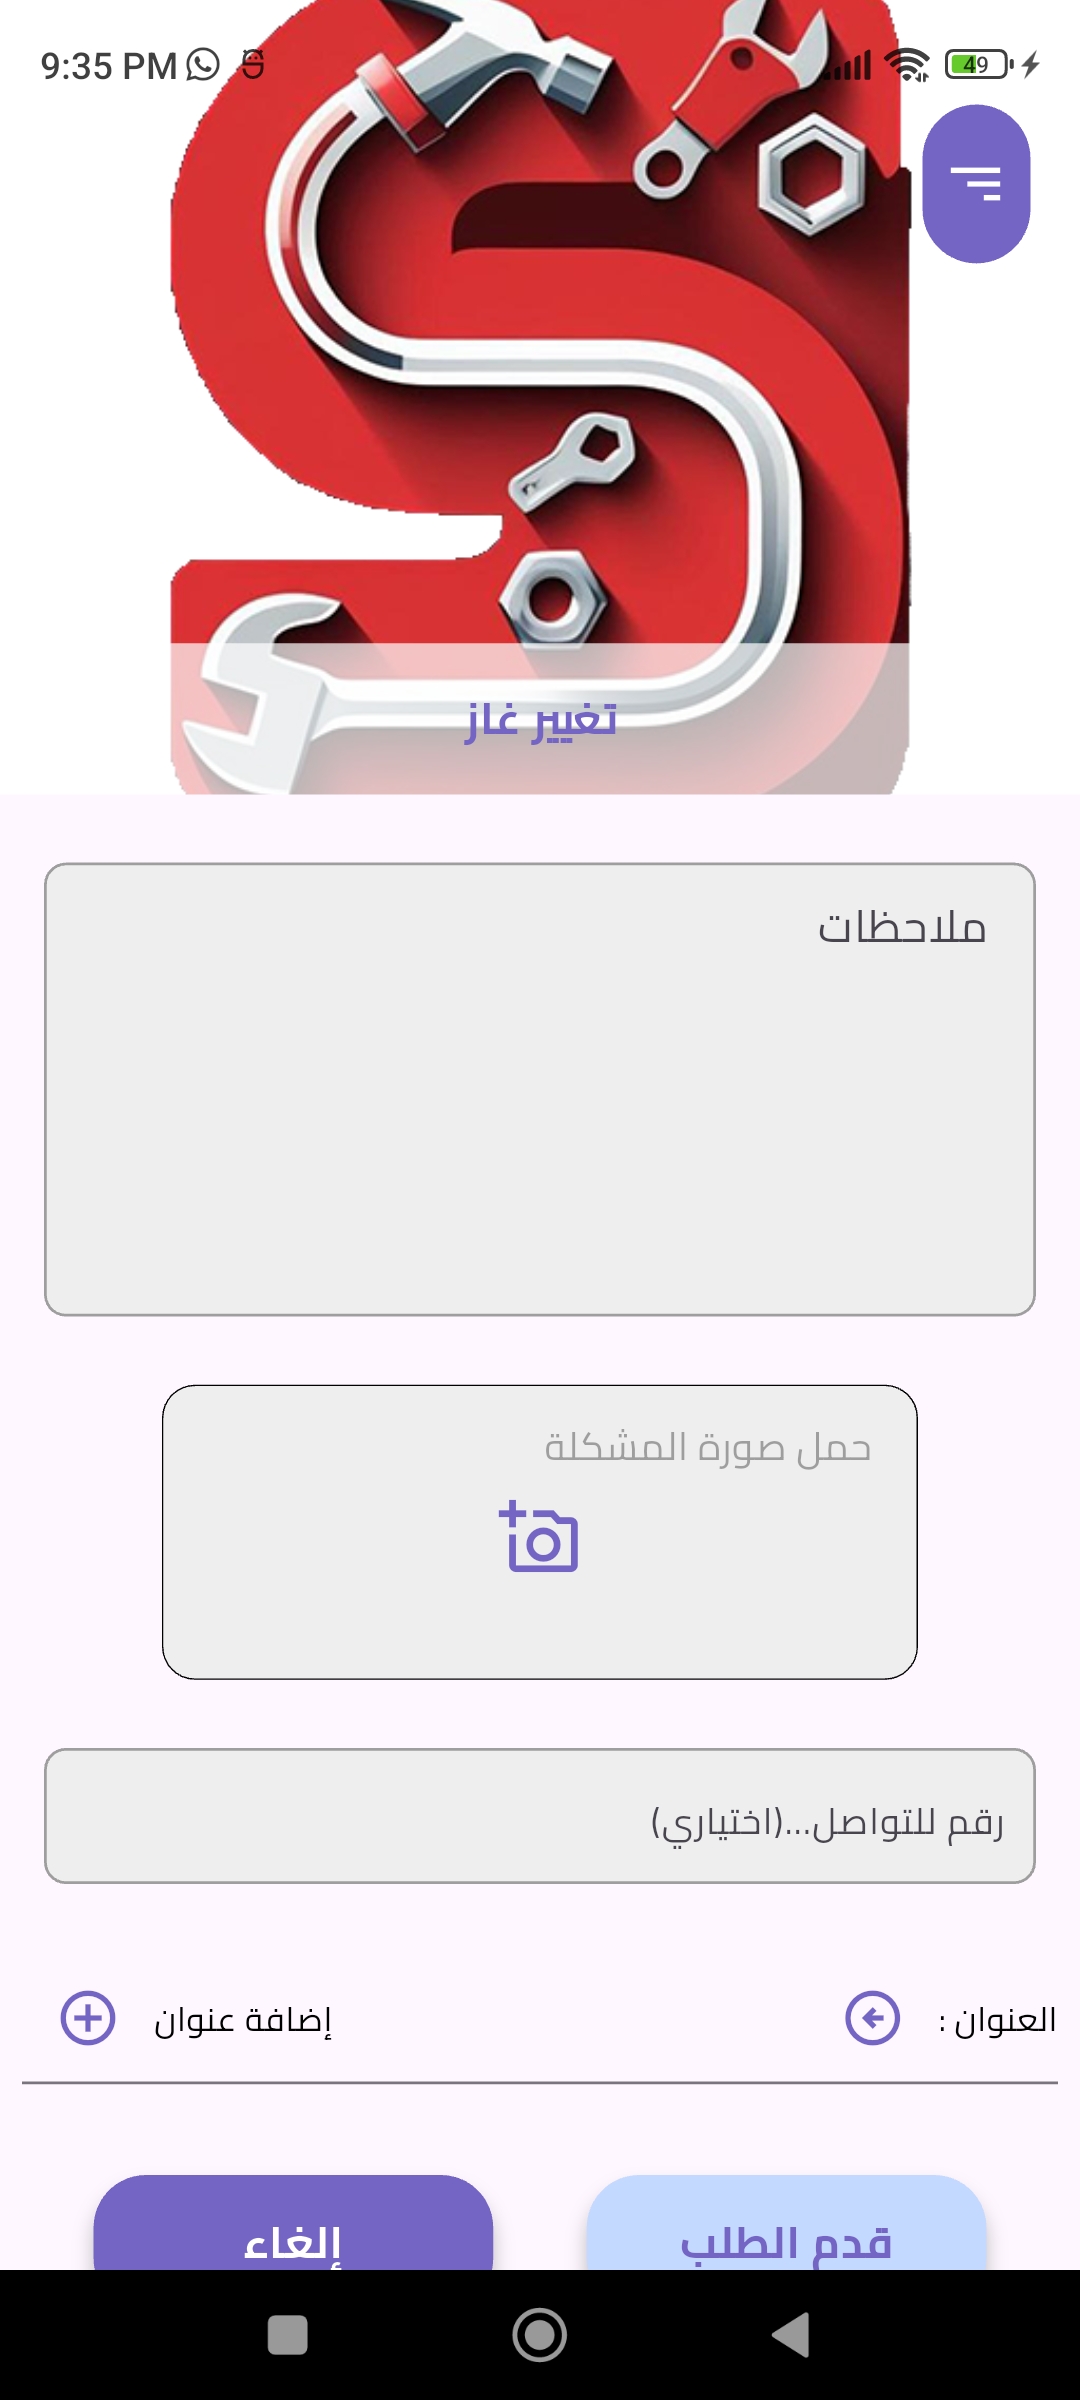 9:35 PM
49
تغيير غاز
ملاحظات
حمل صورة المشكلة
رقم للتواصل...(اختياري)
العنوان :
إضافة عنوان
قدم الطلب
إلغاء